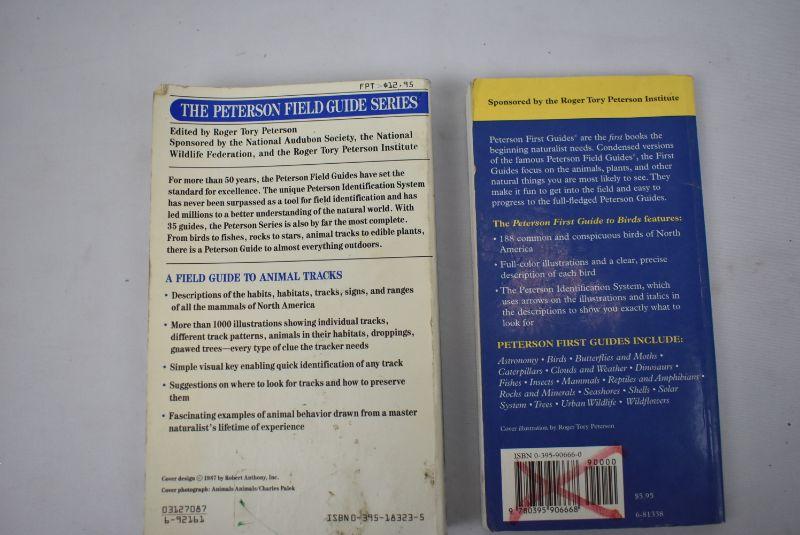 FPT >$12.95
THE PETERSON FIELD GUIDE SERIES
Edited by Roger Tory Peterson
Sponsored by the National Audubon Society, the National
Wildlife Federation, and the Roger Tory Peterson Institute
For more than 50 years, the Peterson Field Guides have set the
standard for excellence. The unique Peterson Identification System
has never been surpassed as a tool for field identification and has
led millions to a better understanding of the natural world. With
35 guides, the Peterson Series is also by far the most complete.
From birds to fishes, rocks to stars, animal tracks to edible plants,
there is a Peterson Guide to almost everything outdoors.
A FIELD GUIDE TO ANIMAL TRACKS
• Descriptions of the habits, habitats, tracks, signs, and ranges
of all the mammals of North America
• More than 1000 illustrations showing individual tracks,
different track patterns, animals in their habitats, droppings,
gnawed trees—every type of clue the tracker needs
• Simple visual key enabling quick identification of any track
• Suggestions on where to look for tracks and how to preserve
them
• Fascinating examples of animal behavior drawn from a master
naturalist's lifetime of experience
Cover design © 1987 by Robert Anthony, Inc.
Cover photograph: Animals Animals/Charles Palek
03127087
6-92161
ISBN 0-395-18323-5
Sponsored by the Roger Tory Peterson Institute
Peterson First Guides® are the first books the
beginning naturalist needs. Condensed versions
of the famous Peterson Field Guides®, the First
Guides focus on the animals, plants, and other
natural things you are most likely to see. They
make it fun to get into the field and easy to
progress to the full-fledged Peterson Guides.
The Peterson First Guide to Birds features:
• 188 common and conspicuous birds of North
America
• Full-color illustrations and a clear, precise
description of each bird
• The Peterson Identification System, which
uses arrows on the illustrations and italics in
the descriptions to show you exactly what to
look for
PETERSON FIRST GUIDES INCLUDE:
Astronomy • Birds • Butterflies and Moths •
Caterpillars • Clouds and Weather • Dinosaurs •
Fishes • Insects • Mammals • Reptiles and Amphibians •
Rocks and Minerals • Seashores • Shells • Solar
System • Trees • Urban Wildlife • Wildflowers
Cover illustration by Roger Tory Peterson
ISBN 0-395-90666-0
90000
9 780395 906668
$5.95
6-81338